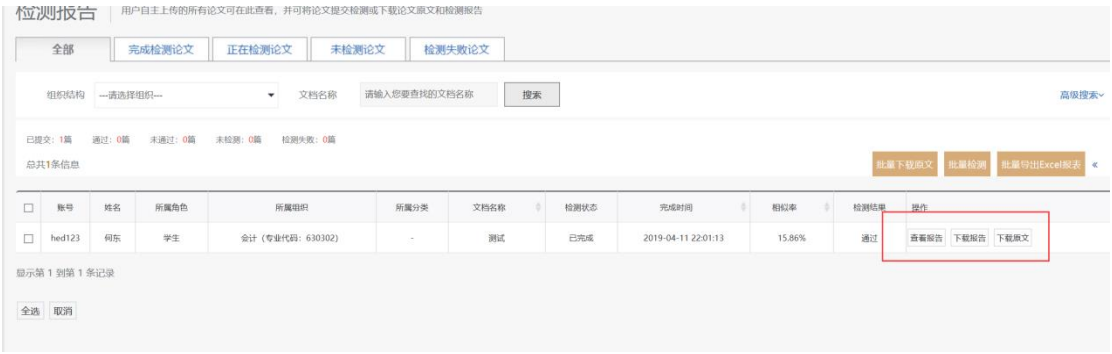 检测报告 用户自主上传的所有论文可在此查看，并可将论文提交检测或下载论文原文和检测报告
全部 完成检测论文 正在检测论文 未检测论文 检测失败论文
组织结构 ---请选择组织--- 文档名称 请输入您要查找的文档名称 搜索 高级搜索
已提交：1篇 通过：0篇 未通过：0篇 未检测：0篇 检测失败：0篇
总共1条信息 批量下载原文 批量检测 批量导出Excel报表 «
账号 姓名 所属角色 所属组织 所属分类 文档名称 检测状态 完成时间 相似率 检测结果 操作
hed123 何东 学生 会计（专业代码：630302） - 测试 已完成 2019-04-11 22:01:13 15.86% 通过 查看报告 下载报告 下载原文
显示第 1 到第 1 条记录
全选 取消